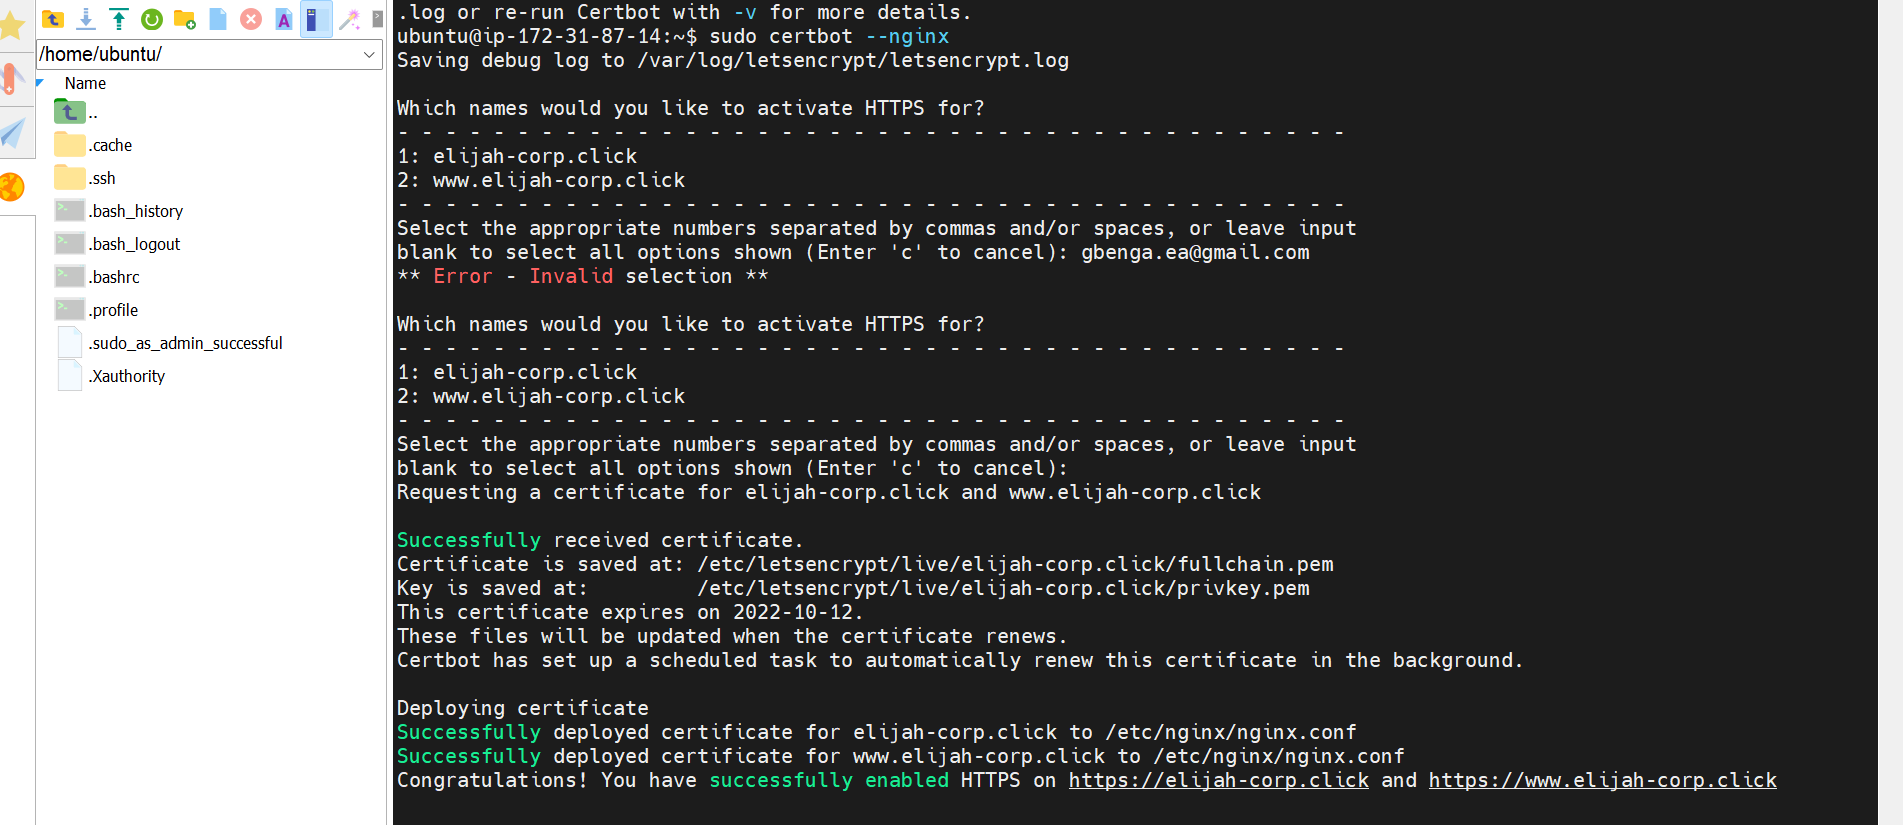 /home/ubuntu/
Name
..
.cache
.ssh
.bash_history
.bash_logout
.bashrc
.profile
.sudo_as_admin_successful
.Xauthority
.log or re-run Certbot with -v for more details.
ubuntu@ip-172-31-87-14:~$ sudo certbot --nginx
Saving debug log to /var/log/letsencrypt/letsencrypt.log
Which names would you like to activate HTTPS for?
- - - - - - - - - - - - - - - - - - - - - - - - - - - - - - - - - - - - - - - -
1: elijah-corp.click
2: www.elijah-corp.click
- - - - - - - - - - - - - - - - - - - - - - - - - - - - - - - - - - - - - - - -
Select the appropriate numbers separated by commas and/or spaces, or leave input
blank to select all options shown (Enter 'c' to cancel): gbenga.ea@gmail.com
** Error - Invalid selection **
Which names would you like to activate HTTPS for?
- - - - - - - - - - - - - - - - - - - - - - - - - - - - - - - - - - - - - - - -
1: elijah-corp.click
2: www.elijah-corp.click
- - - - - - - - - - - - - - - - - - - - - - - - - - - - - - - - - - - - - - - -
Select the appropriate numbers separated by commas and/or spaces, or leave input
blank to select all options shown (Enter 'c' to cancel):
Requesting a certificate for elijah-corp.click and www.elijah-corp.click
Successfully received certificate.
Certificate is saved at: /etc/letsencrypt/live/elijah-corp.click/fullchain.pem
Key is saved at:         /etc/letsencrypt/live/elijah-corp.click/privkey.pem
This certificate expires on 2022-10-12.
These files will be updated when the certificate renews.
Certbot has set up a scheduled task to automatically renew this certificate in the background.
Deploying certificate
Successfully deployed certificate for elijah-corp.click to /etc/nginx/nginx.conf
Successfully deployed certificate for www.elijah-corp.click to /etc/nginx/nginx.conf
Congratulations! You have successfully enabled HTTPS on https://elijah-corp.click and https://www.elijah-corp.click